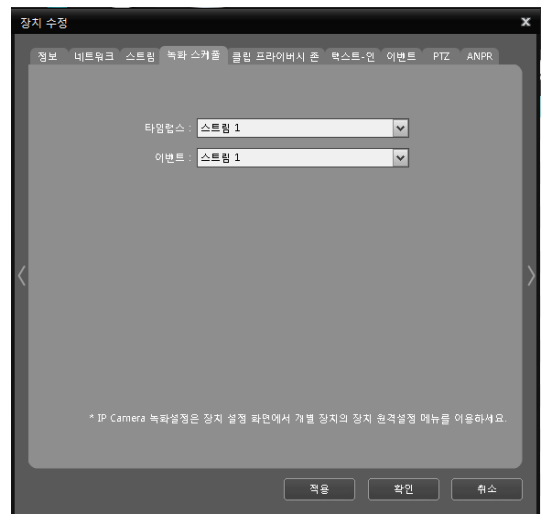 장치 수정
정보 네트워크 스트림 녹화 스케쥴 클립 프라이버시 존 텍스트-인 이벤트 PTZ ANPR
타임랩스 : 스트림 1
이벤트 : 스트림 1
* IP Camera 녹화설정은 장치 설정 화면에서 개별 장치의 장치 원격설정 메뉴를 이용하세요.
적용 확인 취소